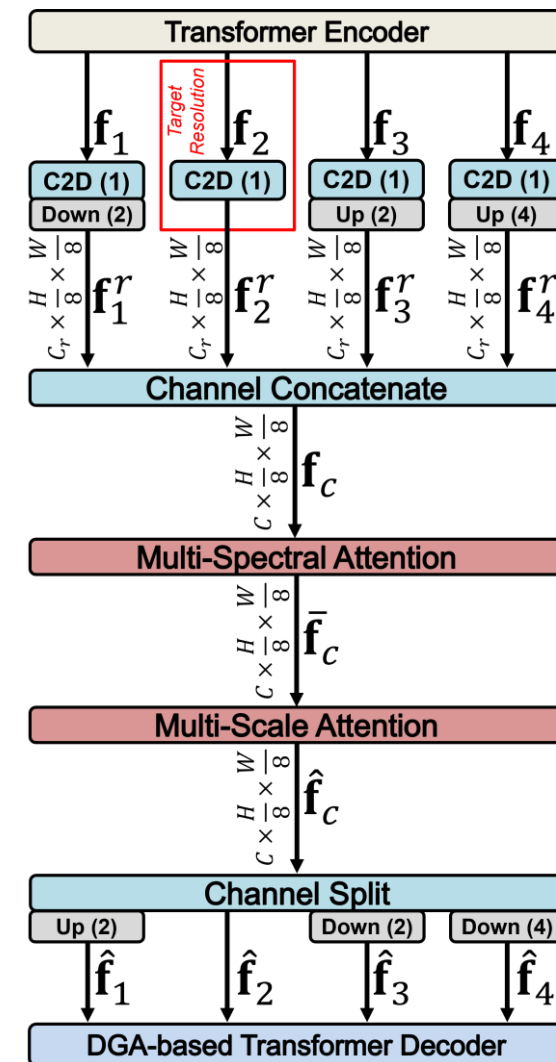 Transformer Encoder
Target
Resolution
f₁ f₂ f₃ f₄
C2D (1) C2D (1) C2D (1) C2D (1)
Down (2) Up (2) Up (4)
Cᵣ × H/8 × W/8 f₁ʳ Cᵣ × H/8 × W/8 f₂ʳ Cᵣ × H/8 × W/8 f₃ʳ Cᵣ × H/8 × W/8 f₄ʳ
Channel Concatenate
C × H/8 × W/8 f_c
Multi-Spectral Attention
C × H/8 × W/8 f̄_c
Multi-Scale Attention
C × H/8 × W/8 f̂_c
Channel Split
Up (2) Down (2) Down (4)
f̂₁ f̂₂ f̂₃ f̂₄
DGA-based Transformer Decoder